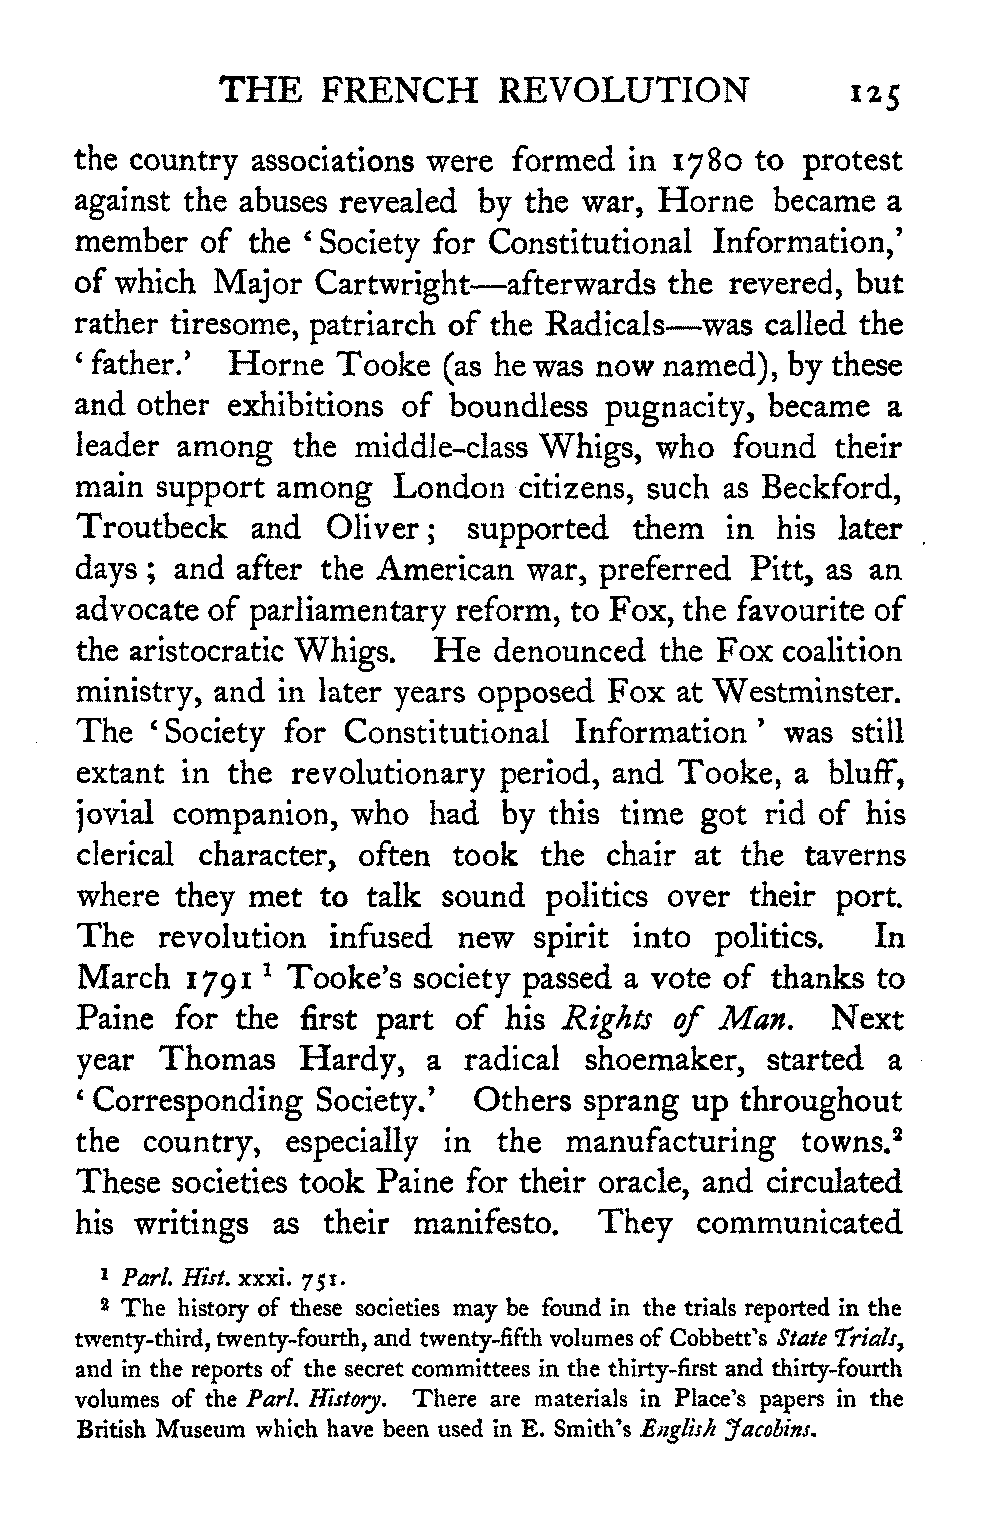 THE FRENCH REVOLUTION 125
the country associations were formed in 1780 to protest
against the abuses revealed by the war, Horne became a
member of the ‘Society for Constitutional Information,’
of which Major Cartwright—afterwards the revered, but
rather tiresome, patriarch of the Radicals—was called the
‘father.’ Horne Tooke (as he was now named), by these
and other exhibitions of boundless pugnacity, became a
leader among the middle-class Whigs, who found their
main support among London citizens, such as Beckford,
Troutbeck and Oliver; supported them in his later
days; and after the American war, preferred Pitt, as an
advocate of parliamentary reform, to Fox, the favourite of
the aristocratic Whigs. He denounced the Fox coalition
ministry, and in later years opposed Fox at Westminster.
The ‘Society for Constitutional Information’ was still
extant in the revolutionary period, and Tooke, a bluff,
jovial companion, who had by this time got rid of his
clerical character, often took the chair at the taverns
where they met to talk sound politics over their port.
The revolution infused new spirit into politics. In
March 1791 ¹ Tooke’s society passed a vote of thanks to
Paine for the first part of his Rights of Man. Next
year Thomas Hardy, a radical shoemaker, started a
‘Corresponding Society.’ Others sprang up throughout
the country, especially in the manufacturing towns.²
These societies took Paine for their oracle, and circulated
his writings as their manifesto. They communicated
¹ Parl. Hist. xxxi. 751.
² The history of these societies may be found in the trials reported in the
twenty-third, twenty-fourth, and twenty-fifth volumes of Cobbett’s State Trials,
and in the reports of the secret committees in the thirty-first and thirty-fourth
volumes of the Parl. History. There are materials in Place’s papers in the
British Museum which have been used in E. Smith’s English Jacobins.